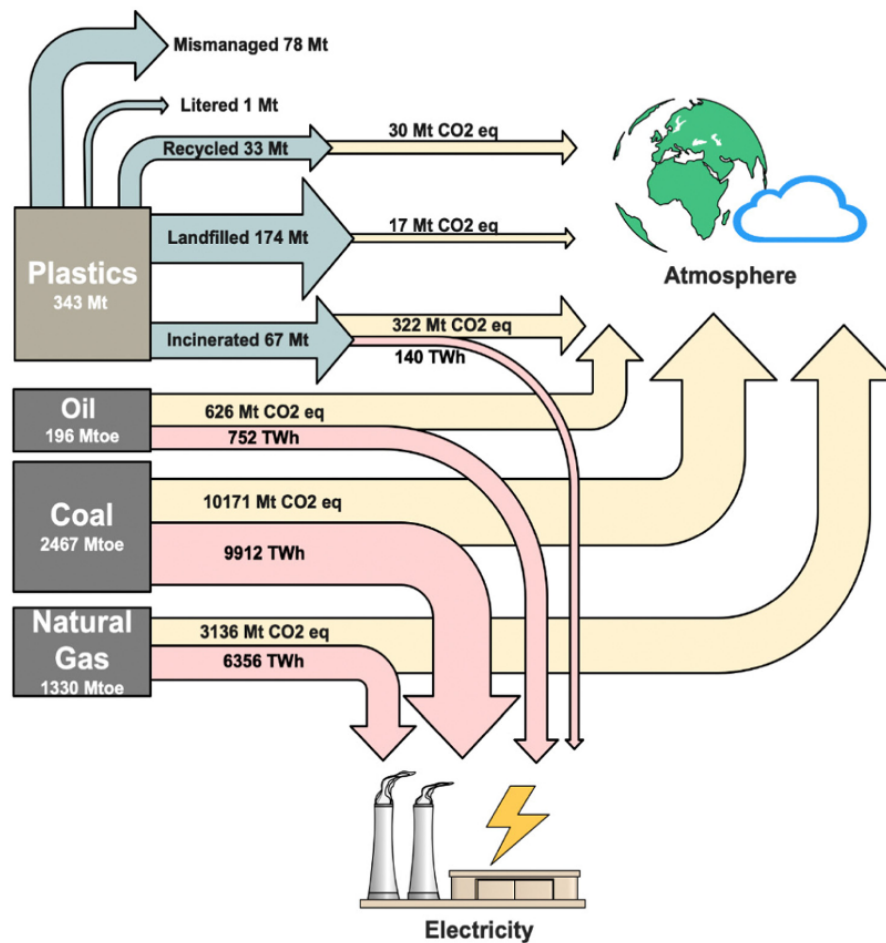 Mismanaged 78 Mt
Litered 1 Mt
Recycled 33 Mt
30 Mt CO2 eq
Landfilled 174 Mt
17 Mt CO2 eq
Plastics
343 Mt
Incinerated 67 Mt
322 Mt CO2 eq
140 TWh
Atmosphere
Oil
196 Mtoe
626 Mt CO2 eq
752 TWh
Coal
2467 Mtoe
10171 Mt CO2 eq
9912 TWh
Natural
Gas
1330 Mtoe
3136 Mt CO2 eq
6356 TWh
Electricity